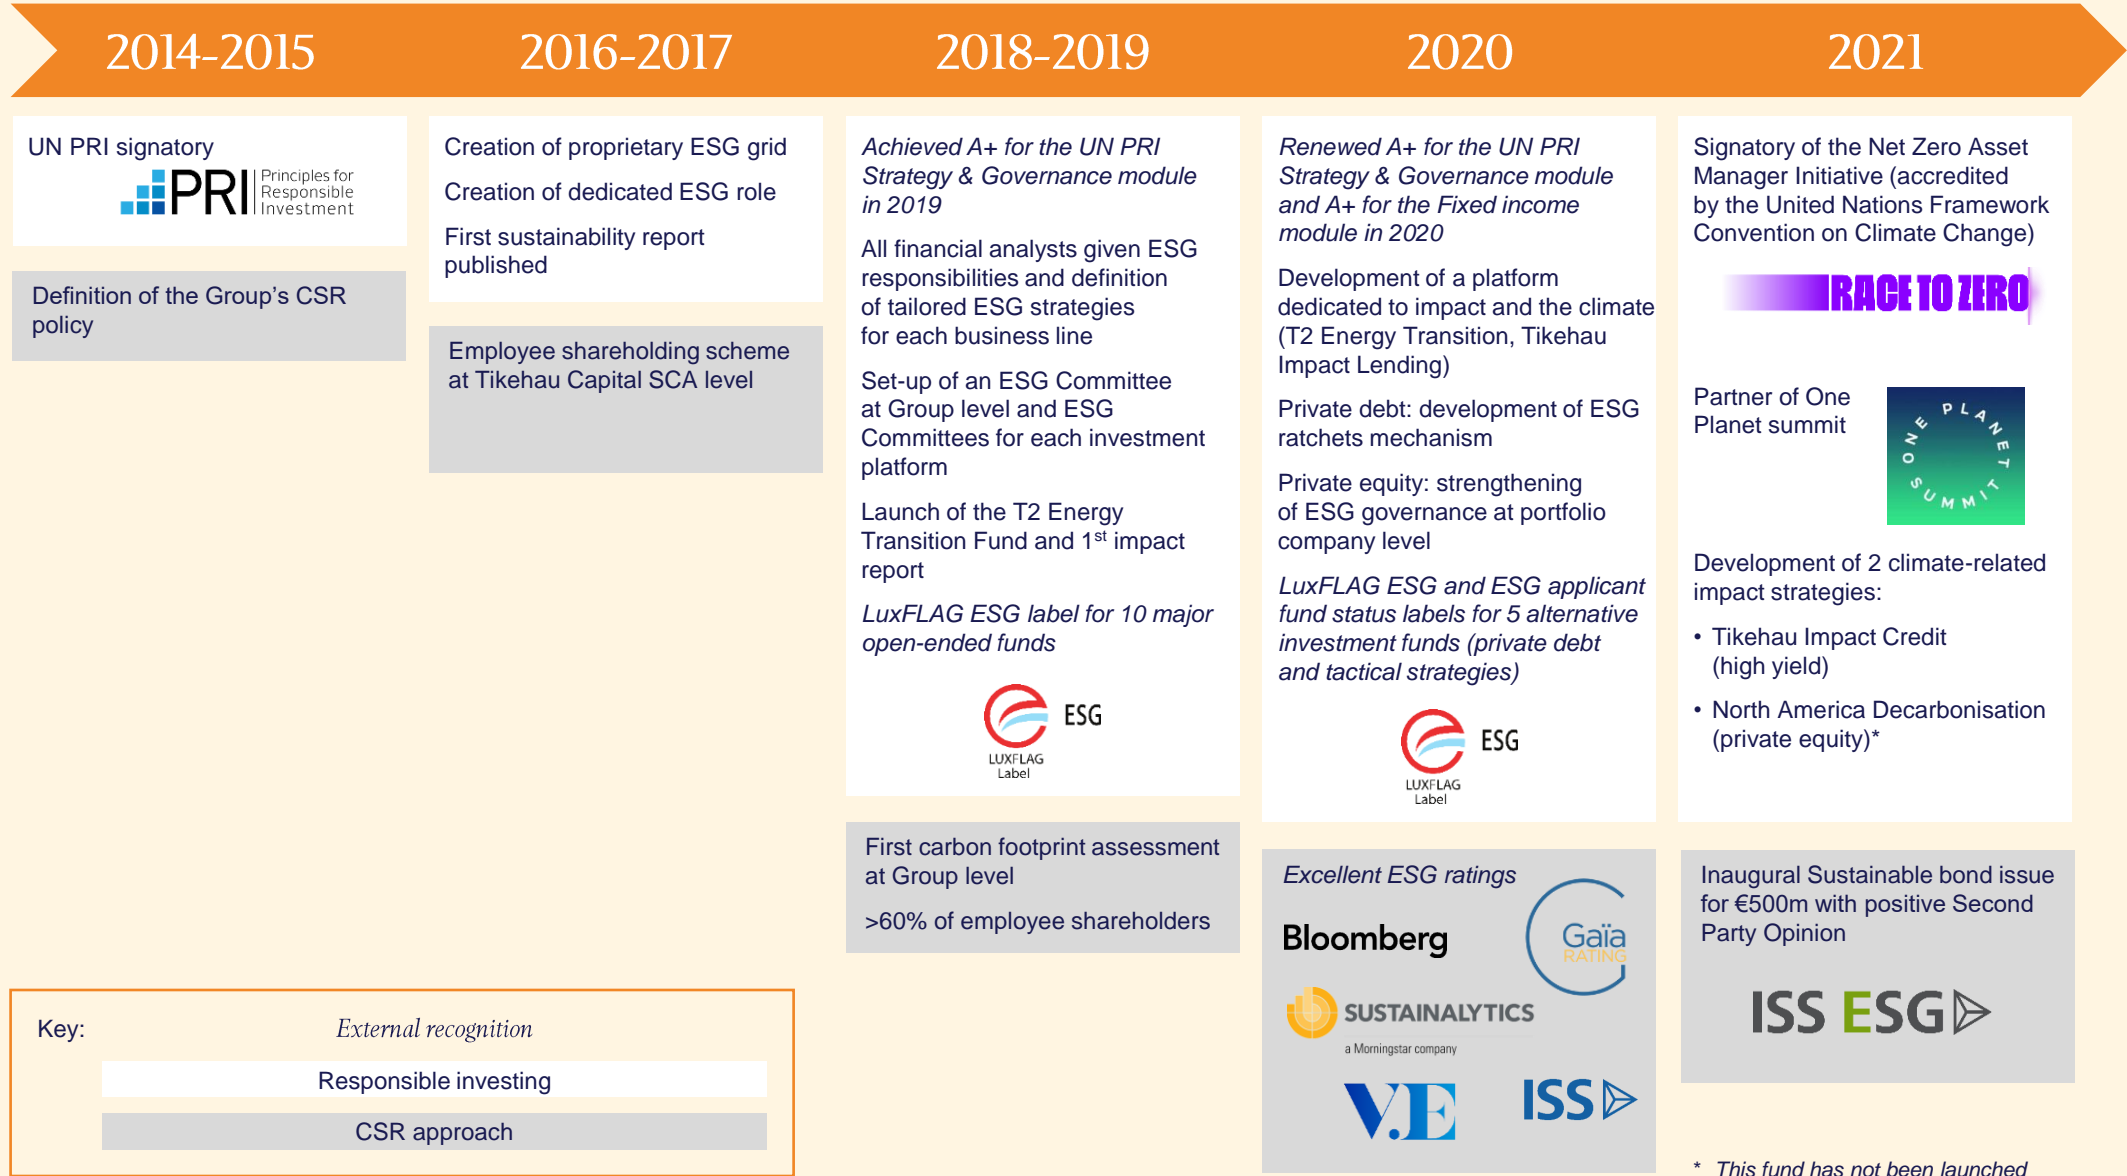 2014-2015
2016-2017
2018-2019
2020
2021
UN PRI signatory
PRI
Principles for
Responsible
Investment
Definition of the Group's CSR
policy
Creation of proprietary ESG grid
Creation of dedicated ESG role
First sustainability report
published
Employee shareholding scheme
at Tikehau Capital SCA level
Achieved A+ for the UN PRI
Strategy & Governance module
in 2019
All financial analysts given ESG
responsibilities and definition
of tailored ESG strategies
for each business line
Set-up of an ESG Committee
at Group level and ESG
Committees for each investment
platform
Launch of the T2 Energy
Transition Fund and 1st impact
report
LuxFLAG ESG label for 10 major
open-ended funds
ESG
LUXFLAG
Label
First carbon footprint assessment
at Group level
>60% of employee shareholders
Renewed A+ for the UN PRI
Strategy & Governance module
and A+ for the Fixed income
module in 2020
Development of a platform
dedicated to impact and the climate
(T2 Energy Transition, Tikehau
Impact Lending)
Private debt: development of ESG
ratchets mechanism
Private equity: strengthening
of ESG governance at portfolio
company level
LuxFLAG ESG and ESG applicant
fund status labels for 5 alternative
investment funds (private debt
and tactical strategies)
ESG
LUXFLAG
Label
Excellent ESG ratings
Bloomberg
Gaïa
RATING
SUSTAINALYTICS
a Morningstar company
V.E
ISS
Signatory of the Net Zero Asset
Manager Initiative (accredited
by the United Nations Framework
Convention on Climate Change)
RACE TO ZERO
Partner of One
Planet summit
ONE PLANET SUMMIT
Development of 2 climate-related
impact strategies:
• Tikehau Impact Credit
(high yield)
• North America Decarbonisation
(private equity)*
Inaugural Sustainable bond issue
for €500m with positive Second
Party Opinion
ISS ESG
* This fund has not been launched
Key:
External recognition
Responsible investing
CSR approach